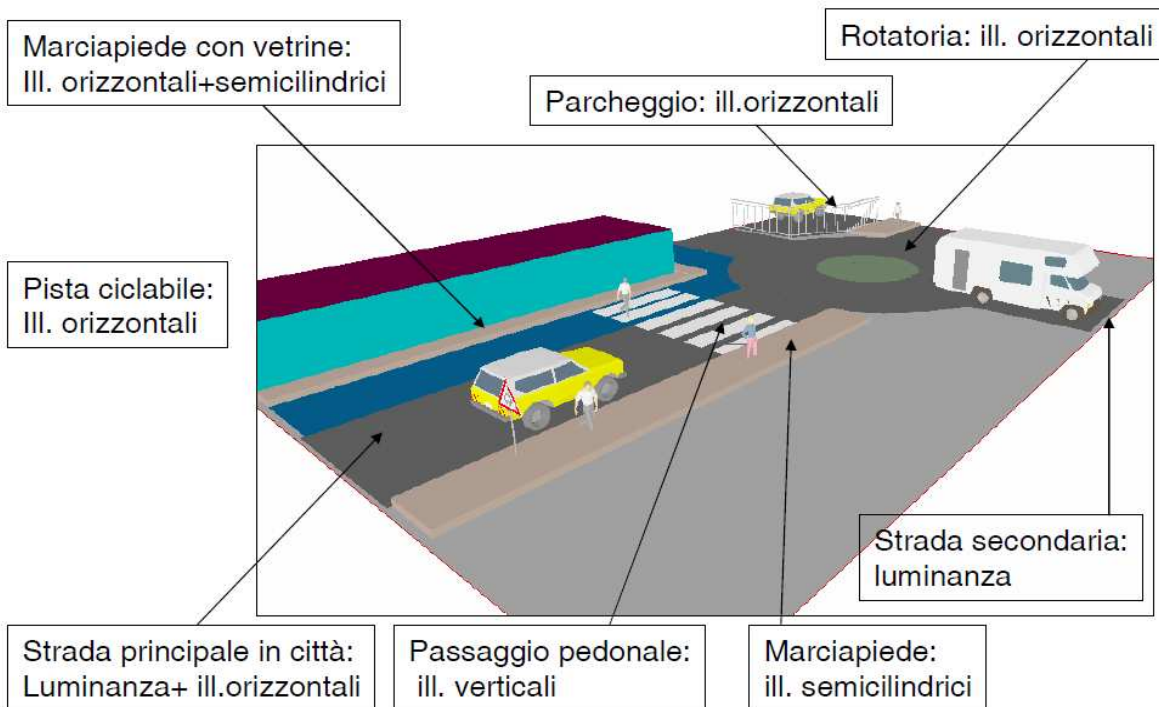 Marciapiede con vetrine:
Ill. orizzontali+semicilindrici
Rotatoria: ill. orizzontali
Parcheggio: ill.orizzontali
Pista ciclabile:
Ill. orizzontali
Strada secondaria:
luminanza
Strada principale in città:
Luminanza+ ill.orizzontali
Passaggio pedonale:
ill. verticali
Marciapiede:
ill. semicilindrici